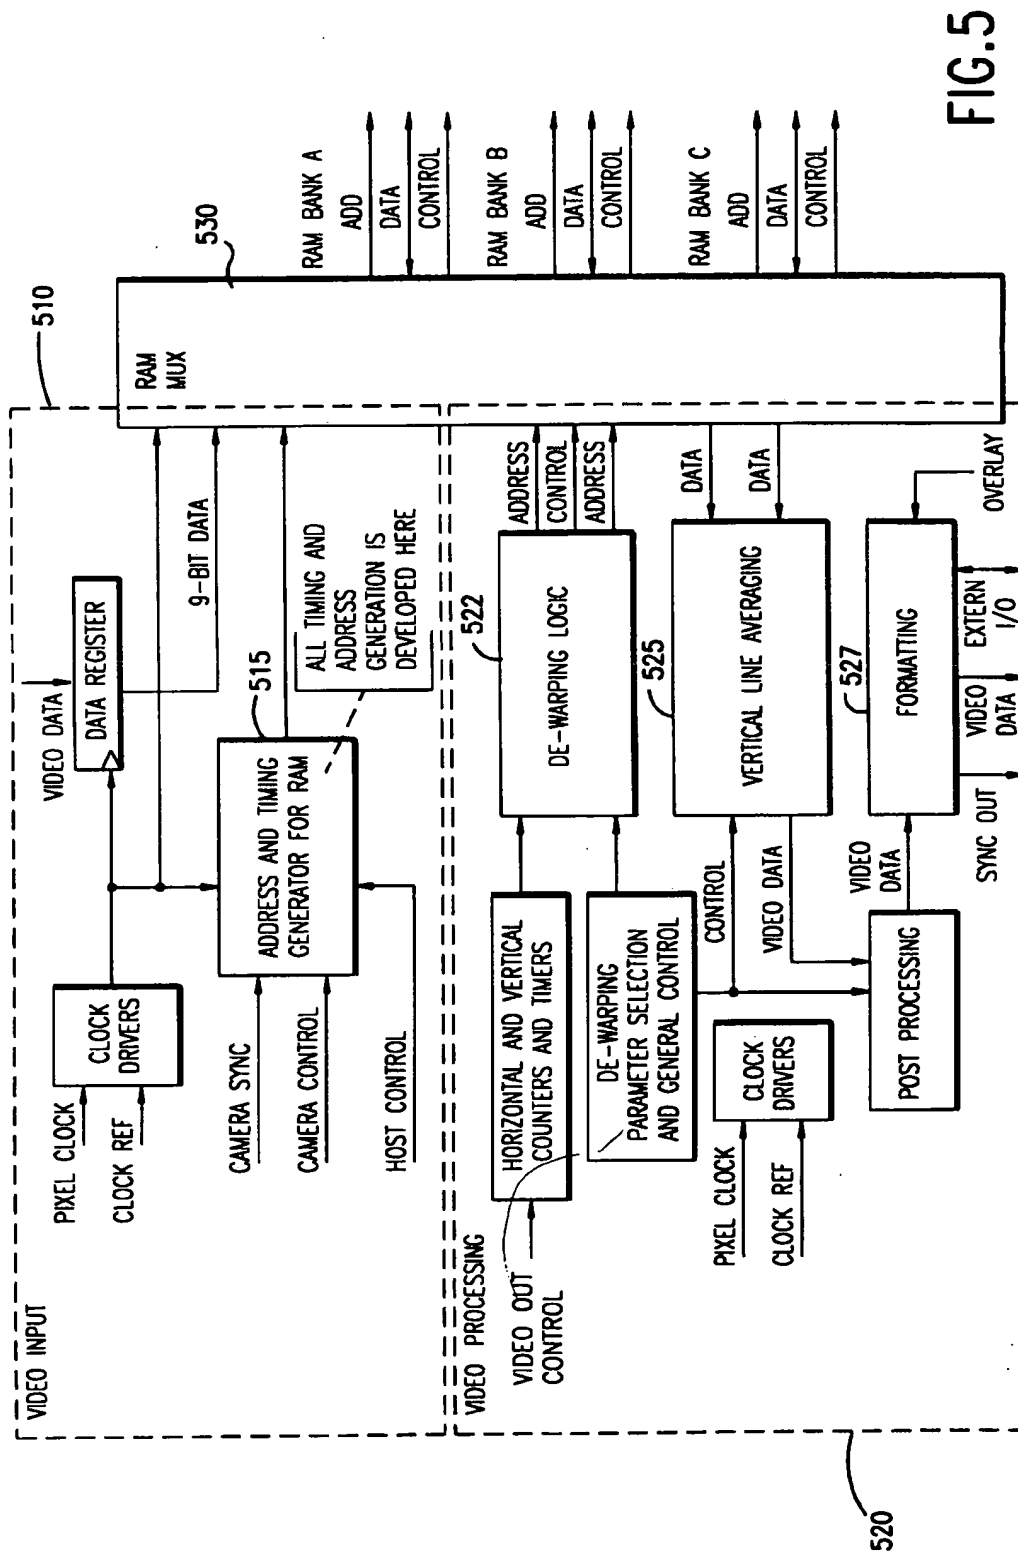 VIDEO INPUT
510
PIXEL CLOCK
CLOCK REF
CLOCK
DRIVERS
VIDEO DATA
DATA REGISTER
9-BIT DATA
CAMERA SYNC
CAMERA CONTROL
HOST CONTROL
515
ADDRESS AND TIMING
GENERATOR FOR RAM
ALL TIMING AND
ADDRESS
GENERATION IS
DEVELOPED HERE
RAM
MUX
530
RAM BANK A
ADD
DATA
CONTROL
RAM BANK B
ADD
DATA
CONTROL
RAM BANK C
ADD
DATA
CONTROL
VIDEO PROCESSING
520
VIDEO OUT
CONTROL
HORIZONTAL AND VERTICAL
COUNTERS AND TIMERS
DE-WARPING
PARAMETER SELECTION
AND GENERAL CONTROL
522
DE-WARPING LOGIC
ADDRESS
CONTROL
ADDRESS
PIXEL CLOCK
CLOCK REF
CLOCK
DRIVERS
CONTROL
VIDEO DATA
525
VERTICAL LINE AVERAGING
DATA
DATA
POST PROCESSING
VIDEO
DATA
527
FORMATTING
OVERLAY
SYNC OUT
VIDEO
DATA
EXTERN
I/O
FIG.5